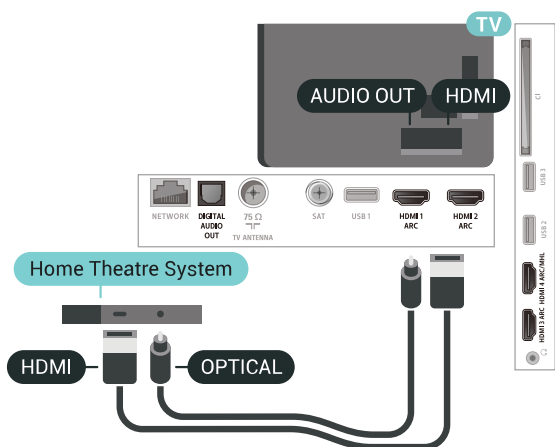 TV
AUDIO OUT HDMI
CI
USB 3
NETWORK
DIGITAL
AUDIO
OUT
75 Ω
TV ANTENNA
SAT
USB 1
HDMI 1
ARC
HDMI 2
ARC
USB 2
HDMI 4 ARC/MHL
HDMI 3 ARC
Home Theatre System
HDMI
OPTICAL